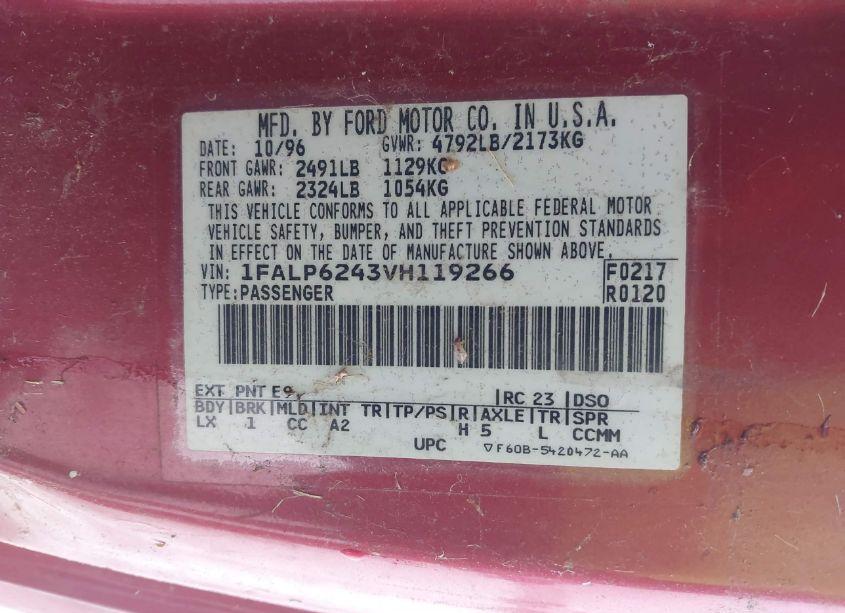 MFD. BY FORD MOTOR CO. IN U.S.A.
DATE: 10/96 GVWR: 4792LB/2173KG
FRONT GAWR: 2491LB 1129KG
REAR GAWR: 2324LB 1054KG
THIS VEHICLE CONFORMS TO ALL APPLICABLE FEDERAL MOTOR
VEHICLE SAFETY, BUMPER, AND THEFT PREVENTION STANDARDS
IN EFFECT ON THE DATE OF MANUFACTURE SHOWN ABOVE.
VIN: 1FALP6243VH119266 F0217
TYPE: PASSENGER R0120
EXT PNT E9 RC 23 DSO
BDY BRK MLD INT TR TP/PS R AXLE TR SPR
LX 1 CC A2 H 5 L CCMM
UPC ▽F60B-5420472-AA